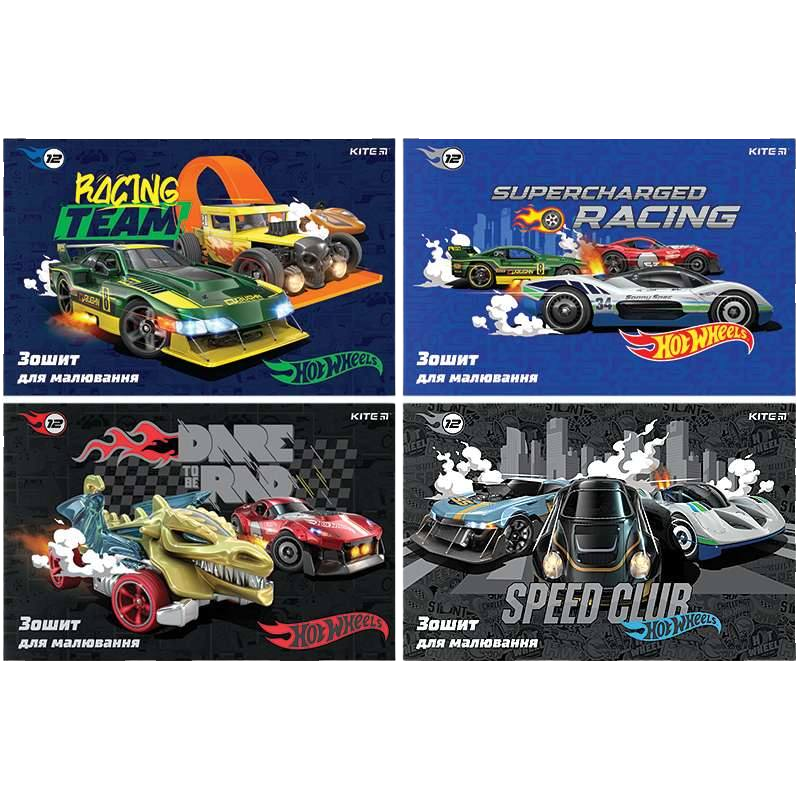 12
KITE
RACING
TEAM
8
Зошит
для малювання
HOT WHEELS
12
KITE
SUPERCHARGED
RACING
8
34
Зошит
для малювання
HOT WHEELS
12
KITE
DARE
TO BE
RAD
Зошит
для малювання
HOT WHEELS
12
KITE
SPEED CLUB
Зошит
для малювання
HOT WHEELS